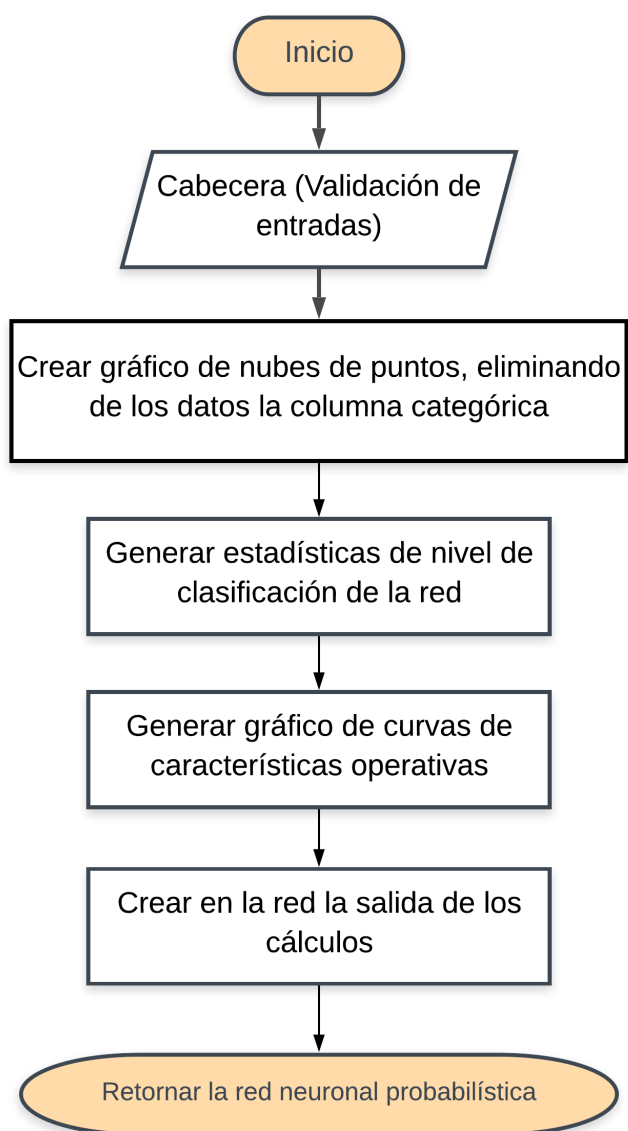 Inicio
Cabecera (Validación de
entradas)
Crear gráfico de nubes de puntos, eliminando
de los datos la columna categórica
Generar estadísticas de nivel de
clasificación de la red
Generar gráfico de curvas de
características operativas
Crear en la red la salida de los
cálculos
Retornar la red neuronal probabilística